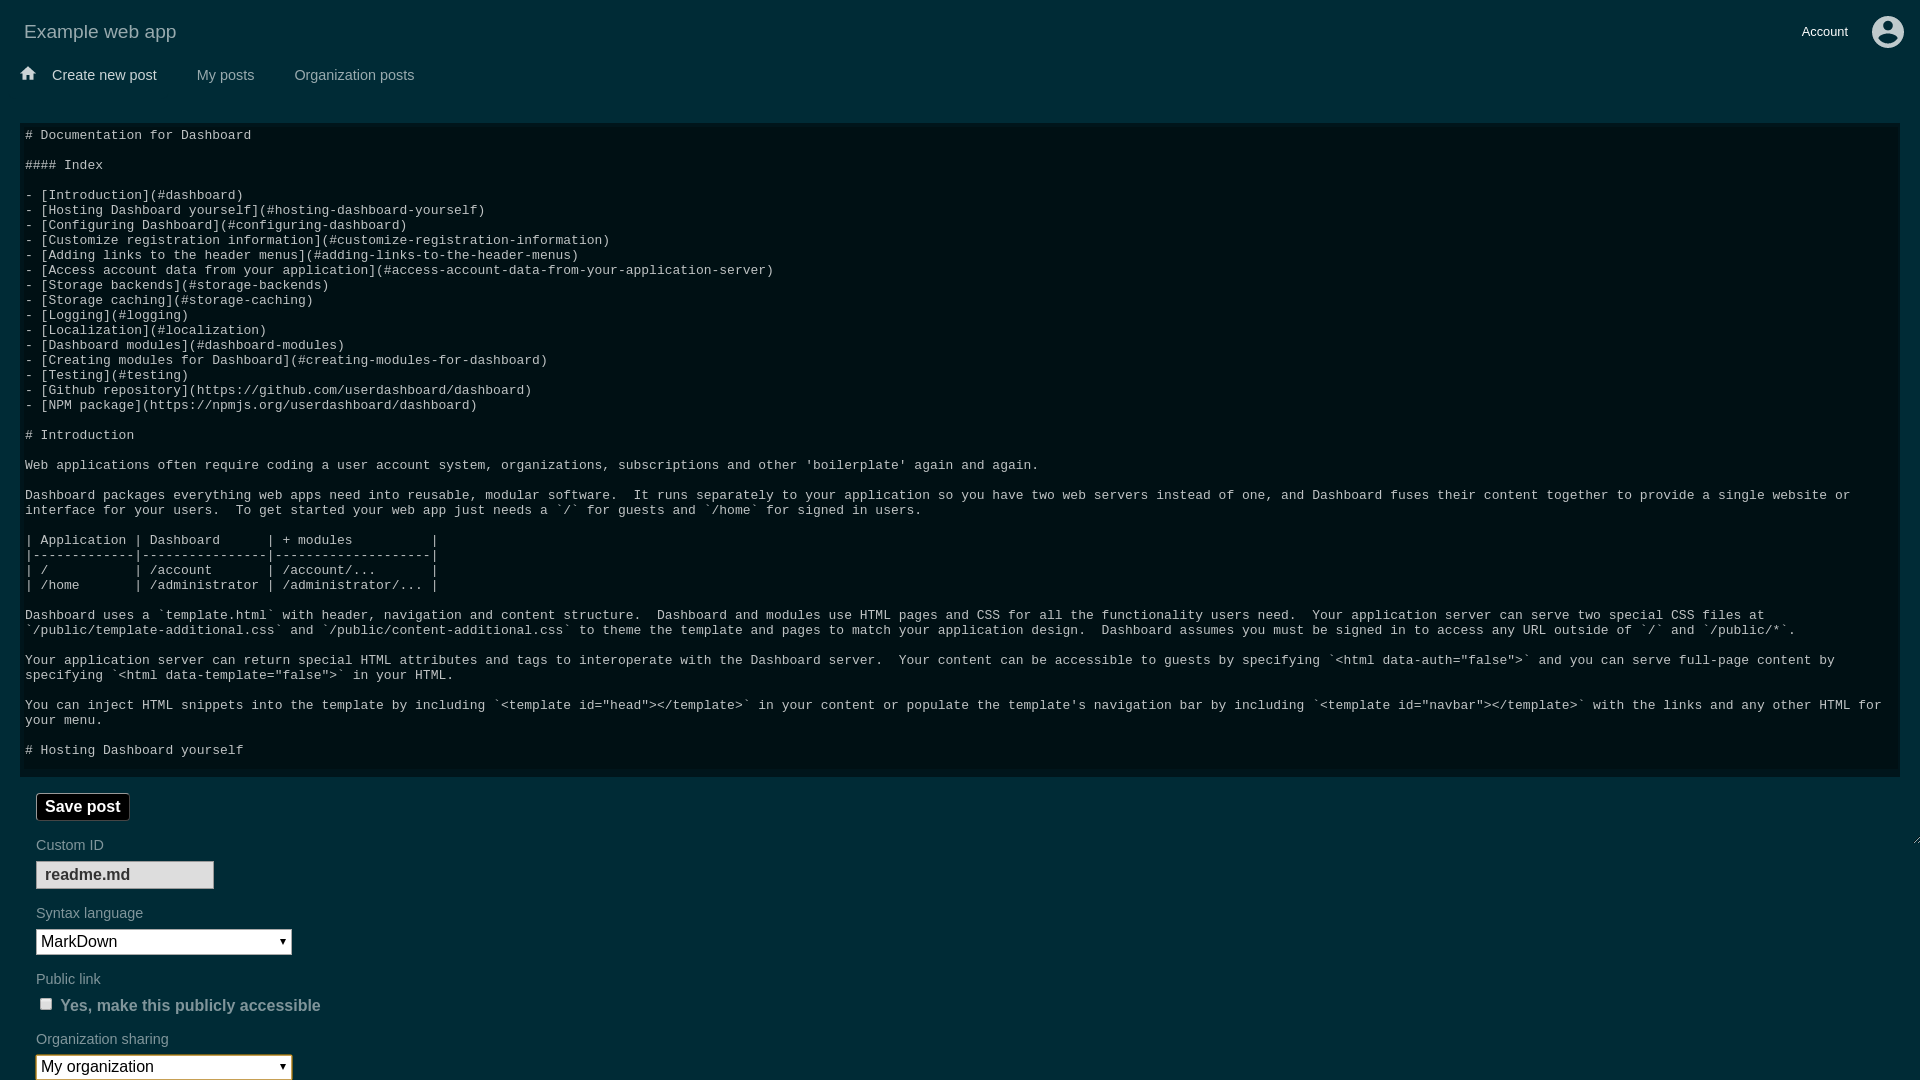 Example web app
Account
Create new post
My posts
Organization posts
# Documentation for Dashboard
#### Index
- [Introduction](#dashboard)
- [Hosting Dashboard yourself](#hosting-dashboard-yourself)
- [Configuring Dashboard](#configuring-dashboard)
- [Customize registration information](#customize-registration-information)
- [Adding links to the header menus](#adding-links-to-the-header-menus)
- [Access account data from your application](#access-account-data-from-your-application-server)
- [Storage backends](#storage-backends)
- [Storage caching](#storage-caching)
- [Logging](#logging)
- [Localization](#localization)
- [Dashboard modules](#dashboard-modules)
- [Creating modules for Dashboard](#creating-modules-for-dashboard)
- [Testing](#testing)
- [Github repository](https://github.com/userdashboard/dashboard)
- [NPM package](https://npmjs.org/userdashboard/dashboard)
# Introduction
Web applications often require coding a user account system, organizations, subscriptions and other 'boilerplate' again and again.
Dashboard packages everything web apps need into reusable, modular software.  It runs separately to your application so you have two web servers instead of one, and Dashboard fuses their content together to provide a single website or
interface for your users.  To get started your web app just needs a `/` for guests and `/home` for signed in users.
| Application | Dashboard      | + modules          |
|-------------|----------------|--------------------|
| /           | /account       | /account/...       |
| /home       | /administrator | /administrator/... |
Dashboard uses a `template.html` with header, navigation and content structure.  Dashboard and modules use HTML pages and CSS for all the functionality users need.  Your application server can serve two special CSS files at
`/public/template-additional.css` and `/public/content-additional.css` to theme the template and pages to match your application design.  Dashboard assumes you must be signed in to access any URL outside of `/` and `/public/*`.
Your application server can return special HTML attributes and tags to interoperate with the Dashboard server.  Your content can be accessible to guests by specifying `<html data-auth="false">` and you can serve full-page content by
specifying `<html data-template="false">` in your HTML.
You can inject HTML snippets into the template by including `<template id="head"></template>` in your content or populate the template's navigation bar by including `<template id="navbar"></template>` with the links and any other HTML for
your menu.
# Hosting Dashboard yourself
Save post
Custom ID
readme.md
Syntax language
MarkDown
Public link
Yes, make this publicly accessible
Organization sharing
My organization